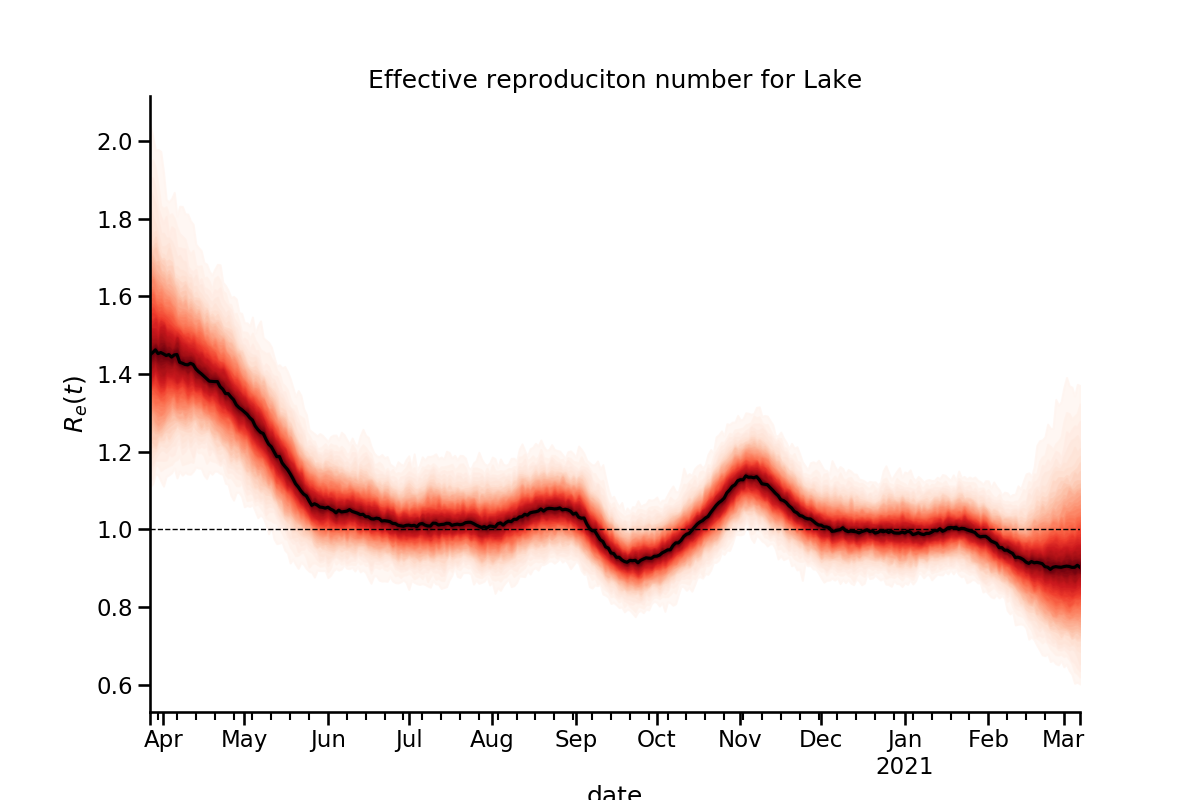 Effective reproduciton number for Lake
2.0
1.8
1.6
1.4
1.2
1.0
0.8
0.6
R_e(t)
Apr May Jun Jul Aug Sep Oct Nov Dec Jan Feb Mar
2021
date